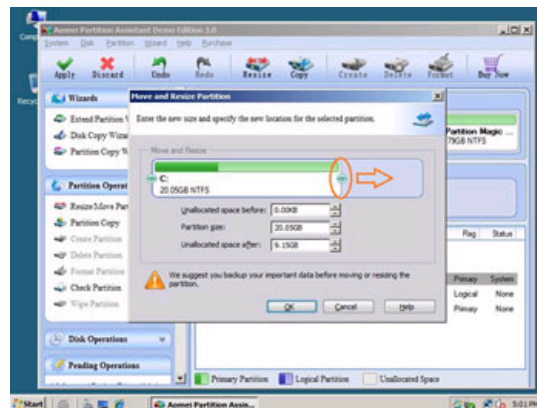 Comp
Recyc
Aomei Partition Assistant Demo Edition 3.0
System Disk Partition Wizard Help Purchase
Apply Discard Undo Redo Resize Copy Create Delete Format Buy Now
Wizards
Extend Partition
Disk Copy Wizar
Partition Copy W
Partition Operat
Resize/Move Part
Partition Copy
Create Partition
Delete Partition
Format Partition
Check Partition
Wipe Partition
Disk Operations
Pending Operations
Move and Resize Partition
Enter the new size and specify the new location for the selected partition.
Move and Resize
C:
20.05GB NTFS
Unallocated space before: 0.00KB
Partition size: 20.05GB
Unallocated space after: 9.15GB
We suggest you backup your important data before moving or resizing the
partition.
OK Cancel Help
Partition Magic ...
79GB NTFS
Flag Status
Primary System
Logical None
Primary None
Primary Partition Logical Partition Unallocated Space
Start Aomei Partition Assis... 5:01 PM